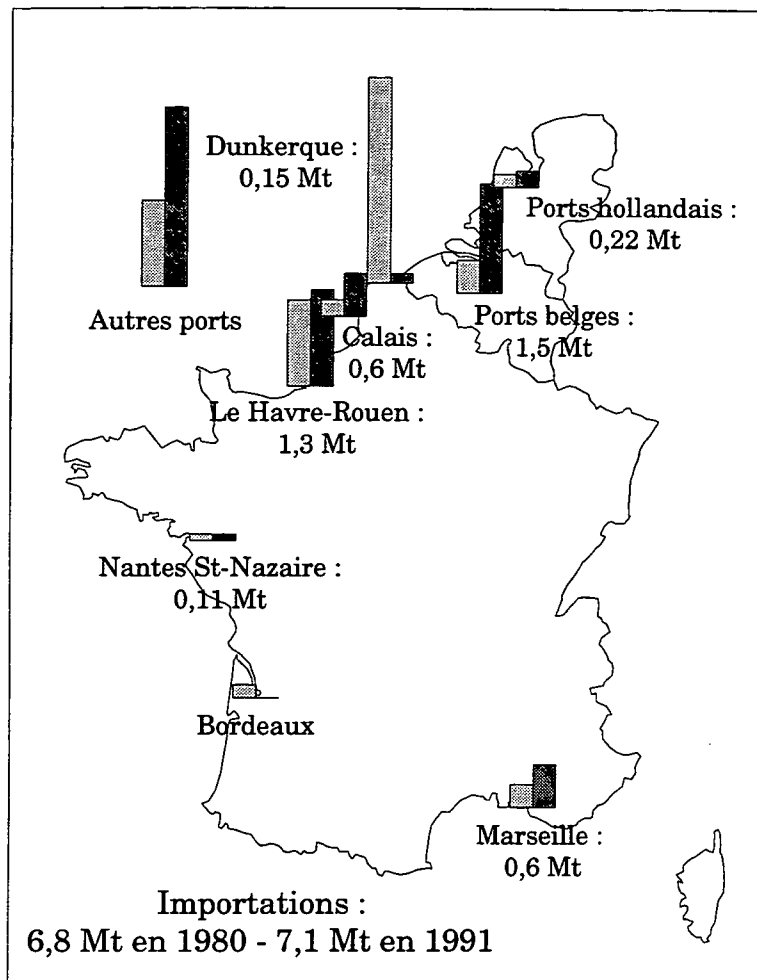 Dunkerque :
0,15 Mt
Ports hollandais :
0,22 Mt
Autres ports
Calais :
0,6 Mt
Ports belges :
1,5 Mt
Le Havre-Rouen :
1,3 Mt
Nantes St-Nazaire :
0,11 Mt
Bordeaux
Marseille :
0,6 Mt
Importations :
6,8 Mt en 1980 - 7,1 Mt en 1991